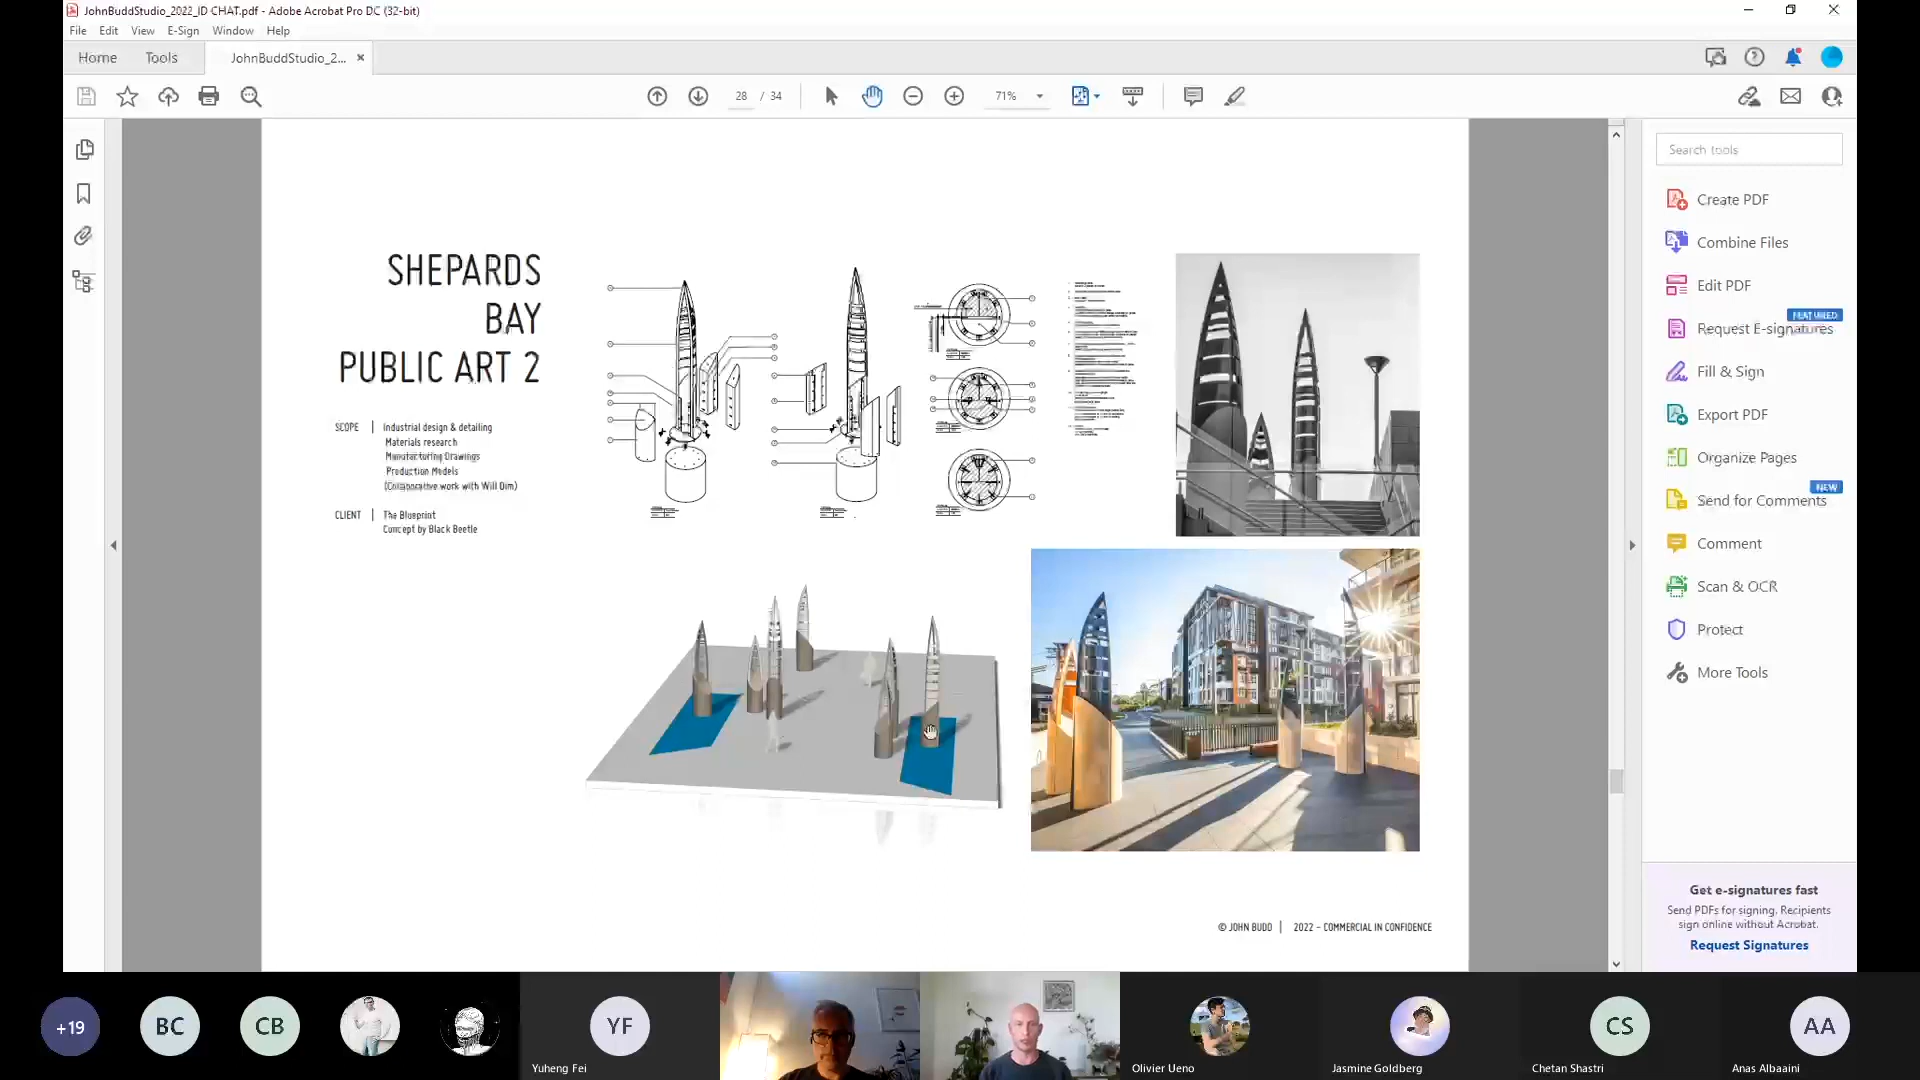 JohnBuddStudio_2022_ID CHAT.pdf - Adobe Acrobat Pro DC (32-bit)
File Edit View E-Sign Window Help
Home Tools JohnBuddStudio_2... ×
28 / 34 71%
Search tools
Create PDF
Combine Files
Edit PDF
FEATURED
Request E-signatures
Fill & Sign
Export PDF
Organize Pages
NEW
Send for Comments
Comment
Scan & OCR
Protect
More Tools
Get e-signatures fast
Send PDFs for signing. Recipients
sign online without Acrobat.
Request Signatures
SHEPARDS
BAY
PUBLIC ART 2
SCOPE | Industrial design & detailing
Materials research
Manufacturing Drawings
Production Models
(Collaborative work with Will Dim)
CLIENT | The Blueprint
Concept by Black Beetle
© JOHN BUDD | 2022 - COMMERCIAL IN CONFIDENCE
+19
BC
CB
YF
Yuheng Fei
Olivier Ueno
Jasmine Goldberg
CS
Chetan Shastri
AA
Anas Albaaini